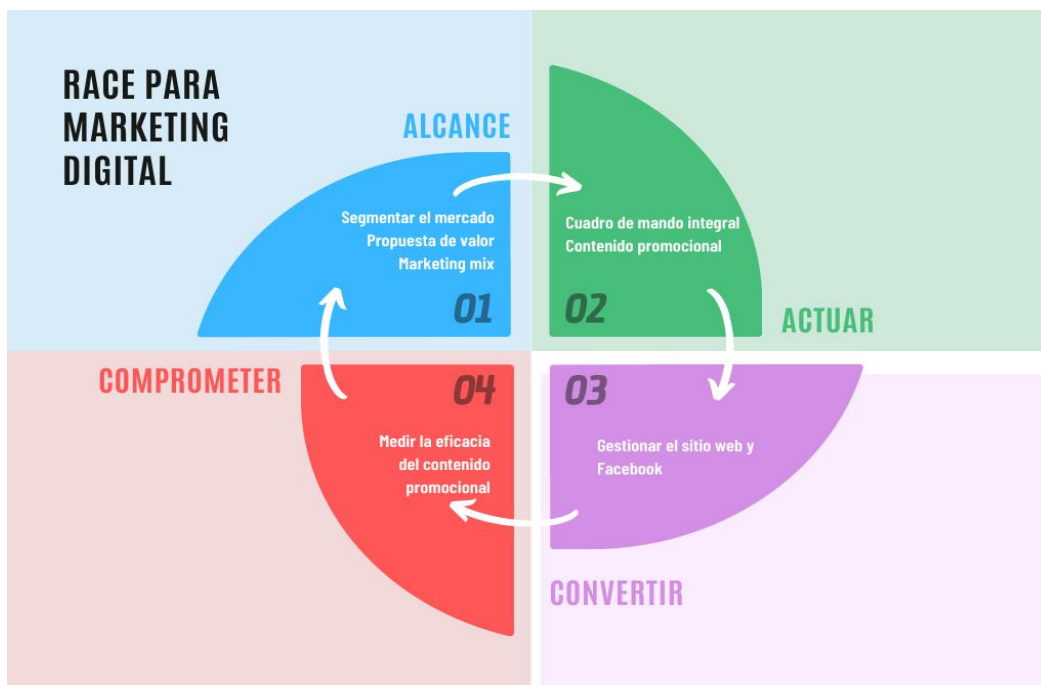 RACE PARA
MARKETING
DIGITAL
ALCANCE
Segmentar el mercado
Propuesta de valor
Marketing mix
01
Cuadro de mando integral
Contenido promocional
02
ACTUAR
03
Gestionar el sitio web y
Facebook
CONVERTIR
COMPROMETER
04
Medir la eficacia
del contenido
promocional